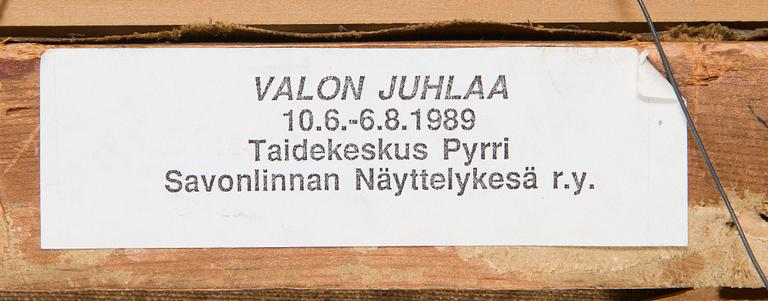 VALON JUHLAA
10.6.-6.8.1989
Taidekeskus Pyrri
Savonlinnan Näyttelykesä r.y.